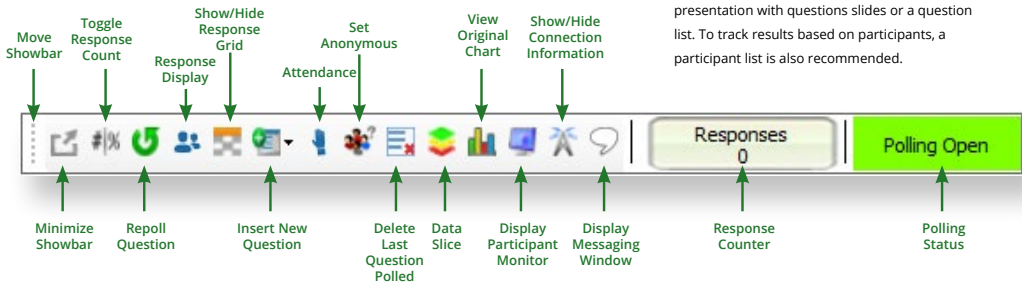 presentation with questions slides or a question
list. To track results based on participants, a
participant list is also recommended.
Move
Showbar
Toggle
Response
Count
Response
Display
Show/Hide
Response
Grid
Attendance
Set
Anonymous
View
Original
Chart
Show/Hide
Connection
Information
#|%
?
Responses
0
Polling Open
Minimize
Showbar
Repoll
Question
Insert New
Question
Delete
Last
Question
Polled
Data
Slice
Display
Participant
Monitor
Display
Messaging
Window
Response
Counter
Polling
Status